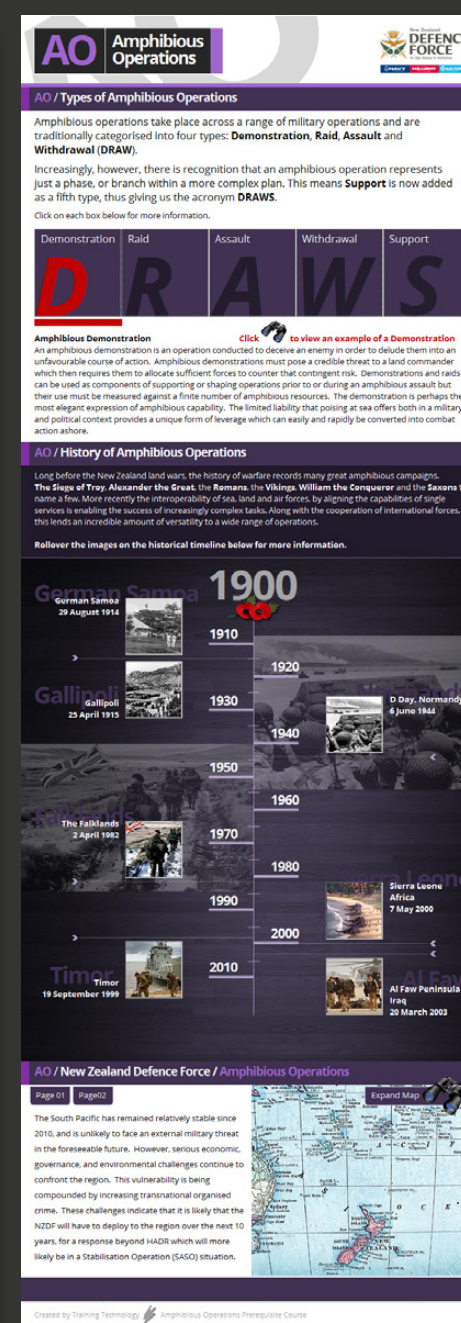 AO Amphibious
Operations
New Zealand
DEFENC
FORCE
NAVY
AO / Types of Amphibious Operations
Amphibious operations take place across a range of military operations and are
traditionally categorised into four types: Demonstration, Raid, Assault and
Withdrawal (DRAW).
Increasingly, however, there is recognition that an amphibious operation represents
just a phase, or branch within a more complex plan. This means Support is now added
as a fifth type, thus giving us the acronym DRAWS.
Click on each box below for more information.
Demonstration Raid Assault Withdrawal Support
D R A W S
Amphibious Demonstration Click to view an example of a Demonstration
An amphibious demonstration is an operation conducted to deceive an enemy in order to delude them into an
unfavourable course of action. Amphibious demonstrations must pose a credible threat to a land commander
which then requires them to allocate sufficient forces to counter that contingent risk. Demonstrations and raids
can be used as components of supporting or shaping operations prior to or during an amphibious assault but
their use must be measured against a finite number of amphibious resources. The demonstration is perhaps the
most elegant expression of amphibious capability. The limited liability that poising at sea offers both in a military
and political context provides a unique form of leverage which can easily and rapidly be converted into combat
action ashore.
AO / History of Amphibious Operations
Long before the New Zealand land wars, the history of warfare records many great amphibious campaigns.
The Siege of Troy, Alexander the Great, the Romans, the Vikings, William the Conqueror and the Saxons t
name a few. More recently the interoperability of sea, land and air forces, by aligning the capabilities of single
services is enabling the success of increasingly complex tasks. Along with the cooperation of international forces,
this lends an incredible amount of versatility to a wide range of operations.
Rollover the images on the historical timeline below for more information.
German Samoa
1900
German Samoa
29 August 1914
1910
1920
Gallipoli
Gallipoli
25 April 1915
1930
D Day, Normandy
6 June 1944
1940
1950
1960
Falklands
The Falklands
2 April 1982
1970
1980
Sierra Leone
Sierra Leone
Africa
7 May 2000
1990
2000
Timor
Timor
19 September 1999
2010
Al Faw
Al Faw Peninsula
Iraq
20 March 2003
AO / New Zealand Defence Force / Amphibious Operations
Page 01 Page02
Expand Map
The South Pacific has remained relatively stable since
2010, and is unlikely to face an external military threat
in the foreseeable future. However, serious economic,
governance, and environmental challenges continue to
confront the region. This vulnerability is being
compounded by increasing transnational organised
crime. These challenges indicate that it is likely that the
NZDF will have to deploy to the region over the next 10
years, for a response beyond HADR which will more
likely be in a Stabilisation Operation (SASO) situation.
NEW
ZEALAND
Created by Training Technology Amphibious Operations Prerequisite Course